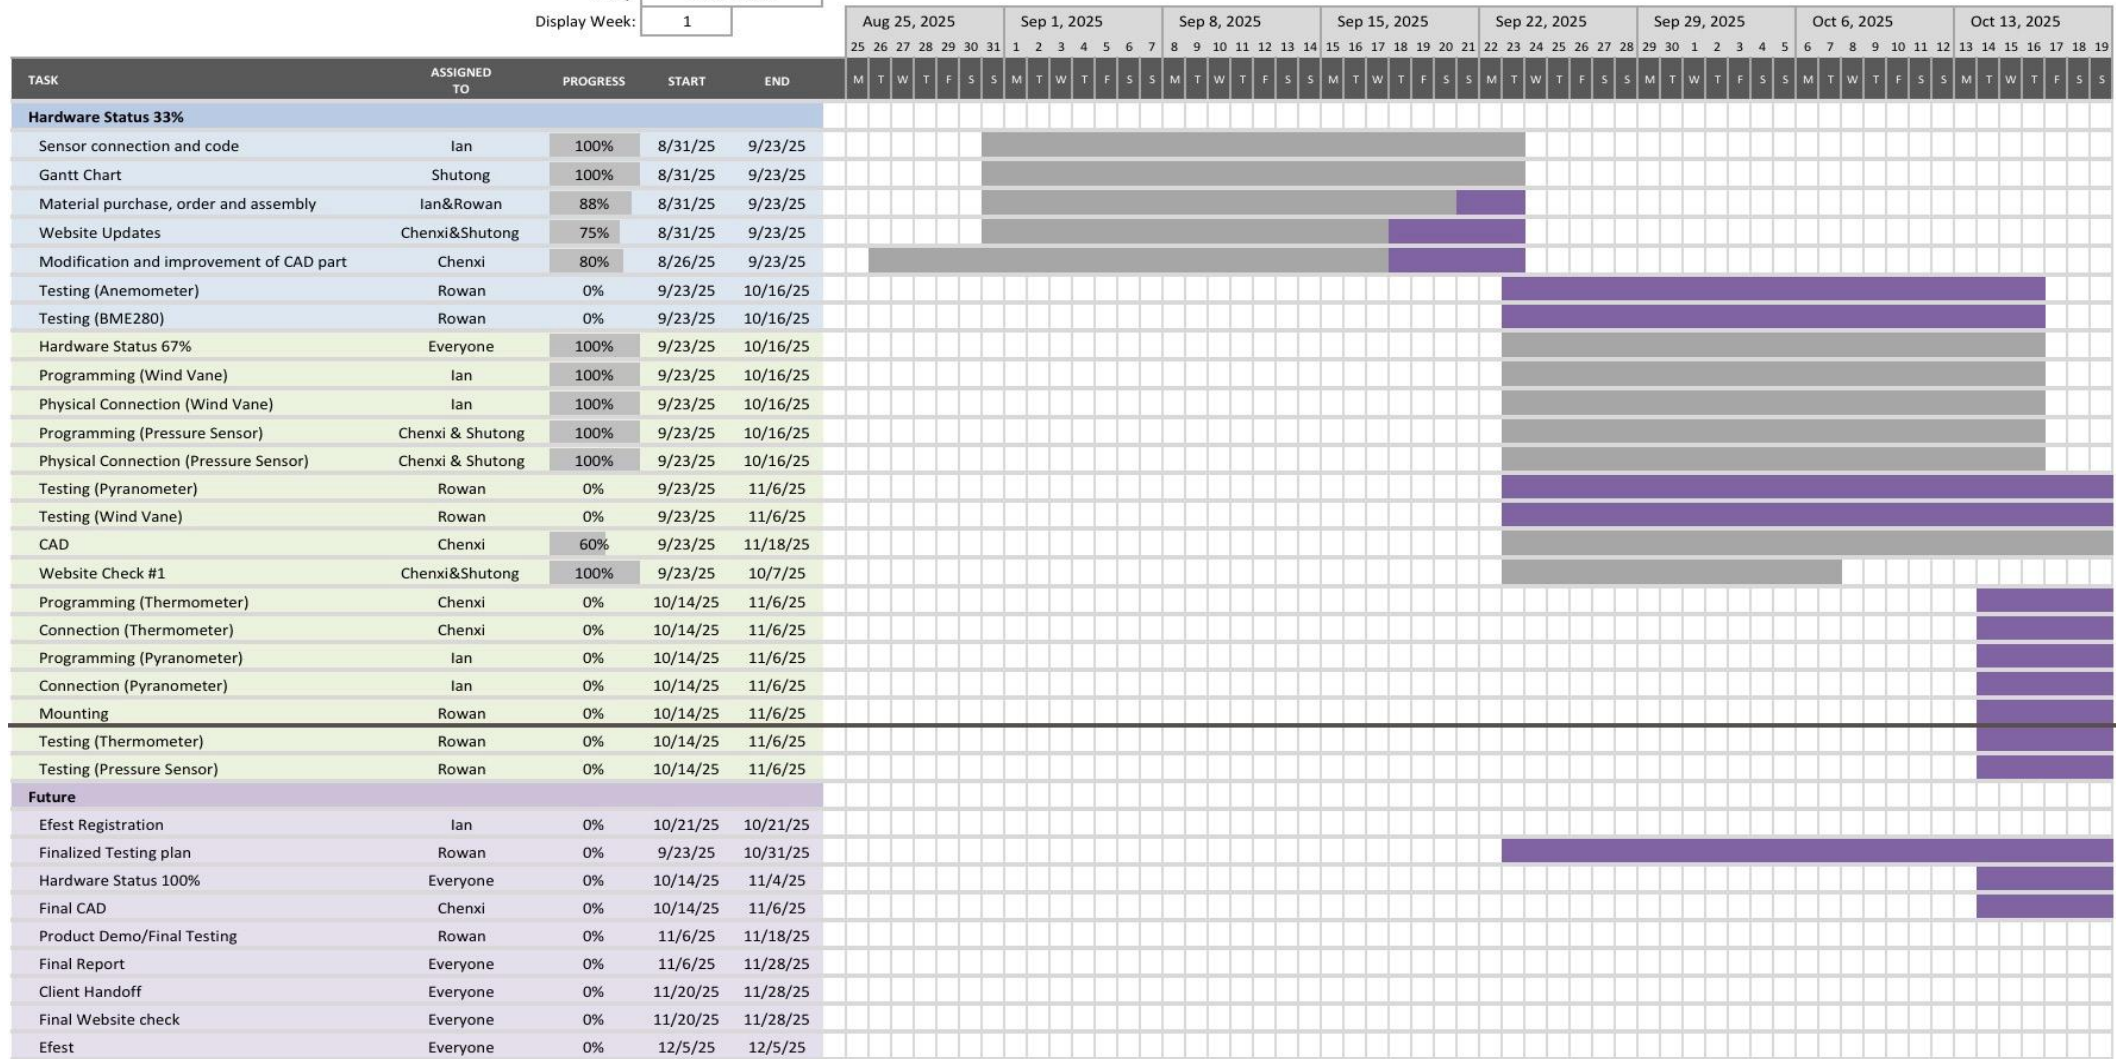 Display Week: 1
Aug 25, 2025 Sep 1, 2025 Sep 8, 2025 Sep 15, 2025 Sep 22, 2025 Sep 29, 2025 Oct 6, 2025 Oct 13, 2025
25 26 27 28 29 30 31 1 2 3 4 5 6 7 8 9 10 11 12 13 14 15 16 17 18 19 20 21 22 23 24 25 26 27 28 29 30 1 2 3 4 5 6 7 8 9 10 11 12 13 14 15 16 17 18 19
TASK ASSIGNED TO PROGRESS START END M T W T F S S M T W T F S S M T W T F S S M T W T F S S M T W T F S S M T W T F S S M T W T F S S M T W T F S S
Hardware Status 33%
Sensor connection and code Ian 100% 8/31/25 9/23/25
Gantt Chart Shutong 100% 8/31/25 9/23/25
Material purchase, order and assembly Ian&Rowan 88% 8/31/25 9/23/25
Website Updates Chenxi&Shutong 75% 8/31/25 9/23/25
Modification and improvement of CAD part Chenxi 80% 8/26/25 9/23/25
Testing (Anemometer) Rowan 0% 9/23/25 10/16/25
Testing (BME280) Rowan 0% 9/23/25 10/16/25
Hardware Status 67% Everyone 100% 9/23/25 10/16/25
Programming (Wind Vane) Ian 100% 9/23/25 10/16/25
Physical Connection (Wind Vane) Ian 100% 9/23/25 10/16/25
Programming (Pressure Sensor) Chenxi & Shutong 100% 9/23/25 10/16/25
Physical Connection (Pressure Sensor) Chenxi & Shutong 100% 9/23/25 10/16/25
Testing (Pyranometer) Rowan 0% 9/23/25 11/6/25
Testing (Wind Vane) Rowan 0% 9/23/25 11/6/25
CAD Chenxi 60% 9/23/25 11/18/25
Website Check #1 Chenxi&Shutong 100% 9/23/25 10/7/25
Programming (Thermometer) Chenxi 0% 10/14/25 11/6/25
Connection (Thermometer) Chenxi 0% 10/14/25 11/6/25
Programming (Pyranometer) Ian 0% 10/14/25 11/6/25
Connection (Pyranometer) Ian 0% 10/14/25 11/6/25
Mounting Rowan 0% 10/14/25 11/6/25
Testing (Thermometer) Rowan 0% 10/14/25 11/6/25
Testing (Pressure Sensor) Rowan 0% 10/14/25 11/6/25
Future
Efest Registration Ian 0% 10/21/25 10/21/25
Finalized Testing plan Rowan 0% 9/23/25 10/31/25
Hardware Status 100% Everyone 0% 10/14/25 11/4/25
Final CAD Chenxi 0% 10/14/25 11/6/25
Product Demo/Final Testing Rowan 0% 11/6/25 11/18/25
Final Report Everyone 0% 11/6/25 11/28/25
Client Handoff Everyone 0% 11/20/25 11/28/25
Final Website check Everyone 0% 11/20/25 11/28/25
Efest Everyone 0% 12/5/25 12/5/25